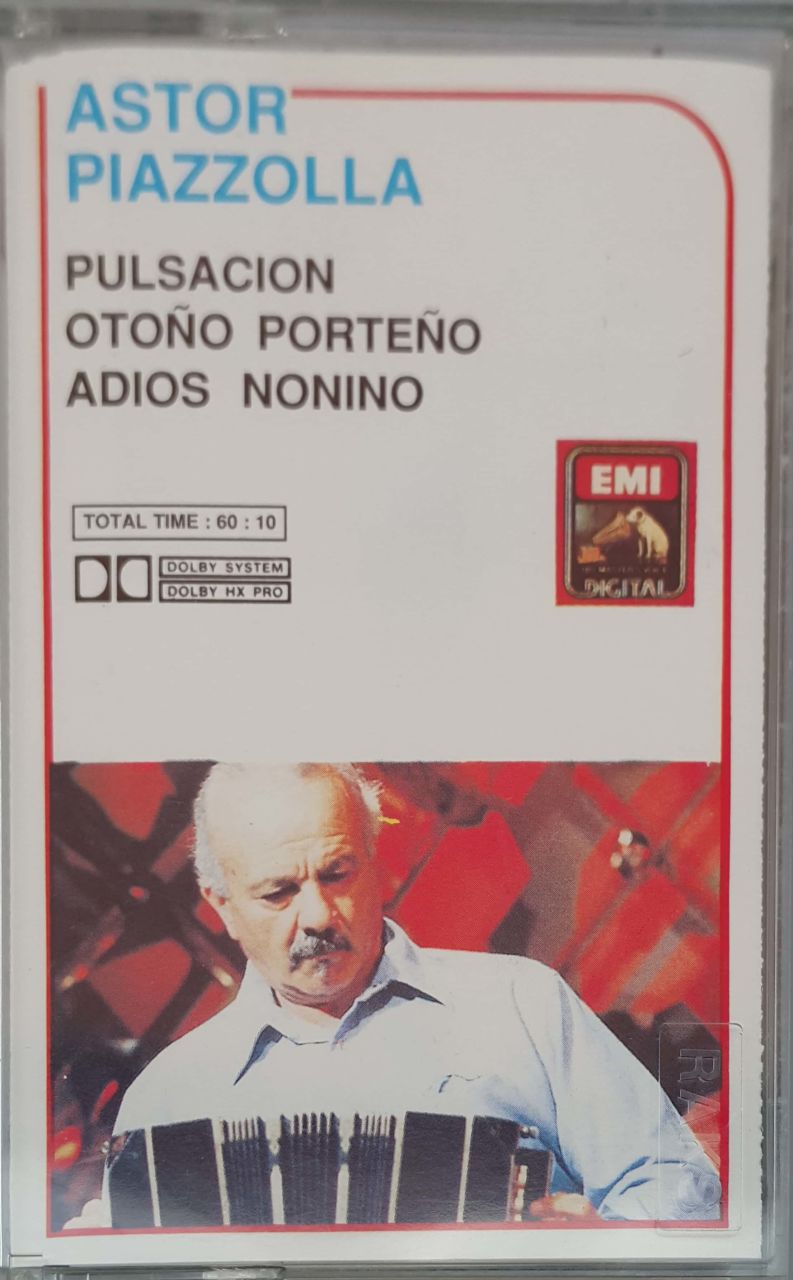 ASTOR
PIAZZOLLA
PULSACION
OTOÑO PORTEÑO
ADIOS NONINO
EMI
DIGITAL
TOTAL TIME : 60 : 10
DOLBY SYSTEM
DOLBY HX PRO